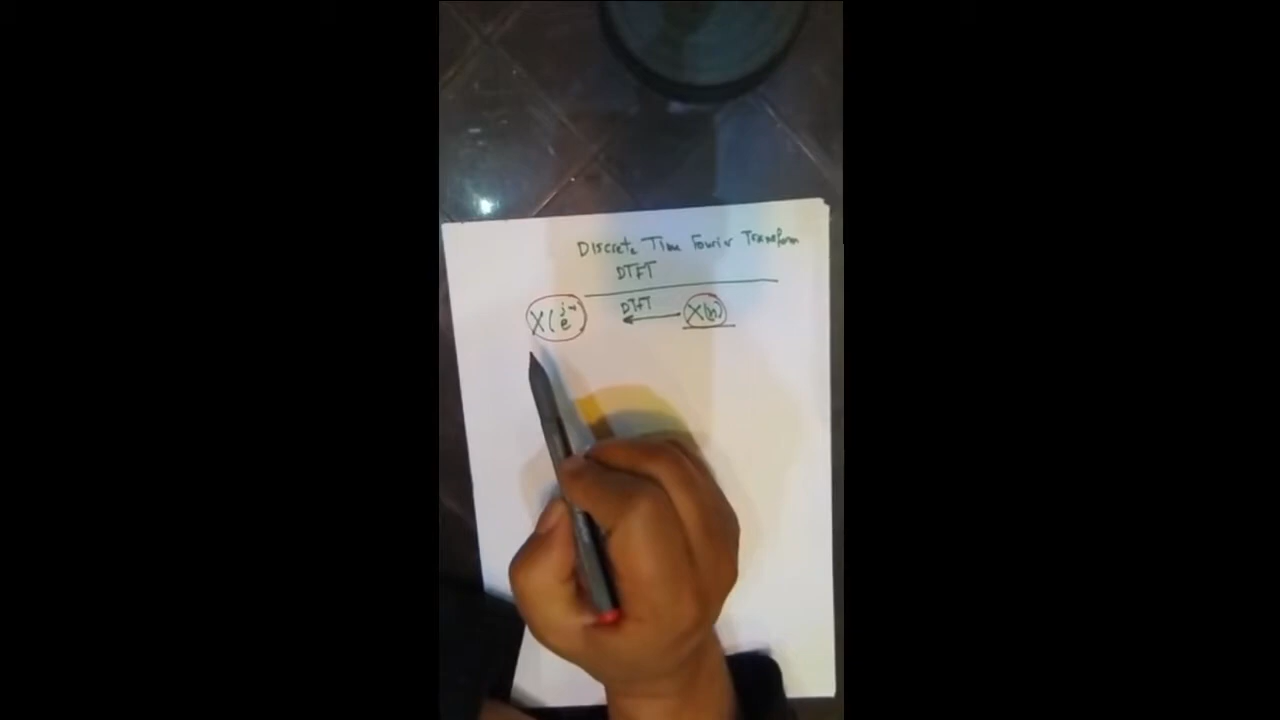 Discrete Time Fourier Transform
DTFT
X(e^jω) DTFT ← X(n)